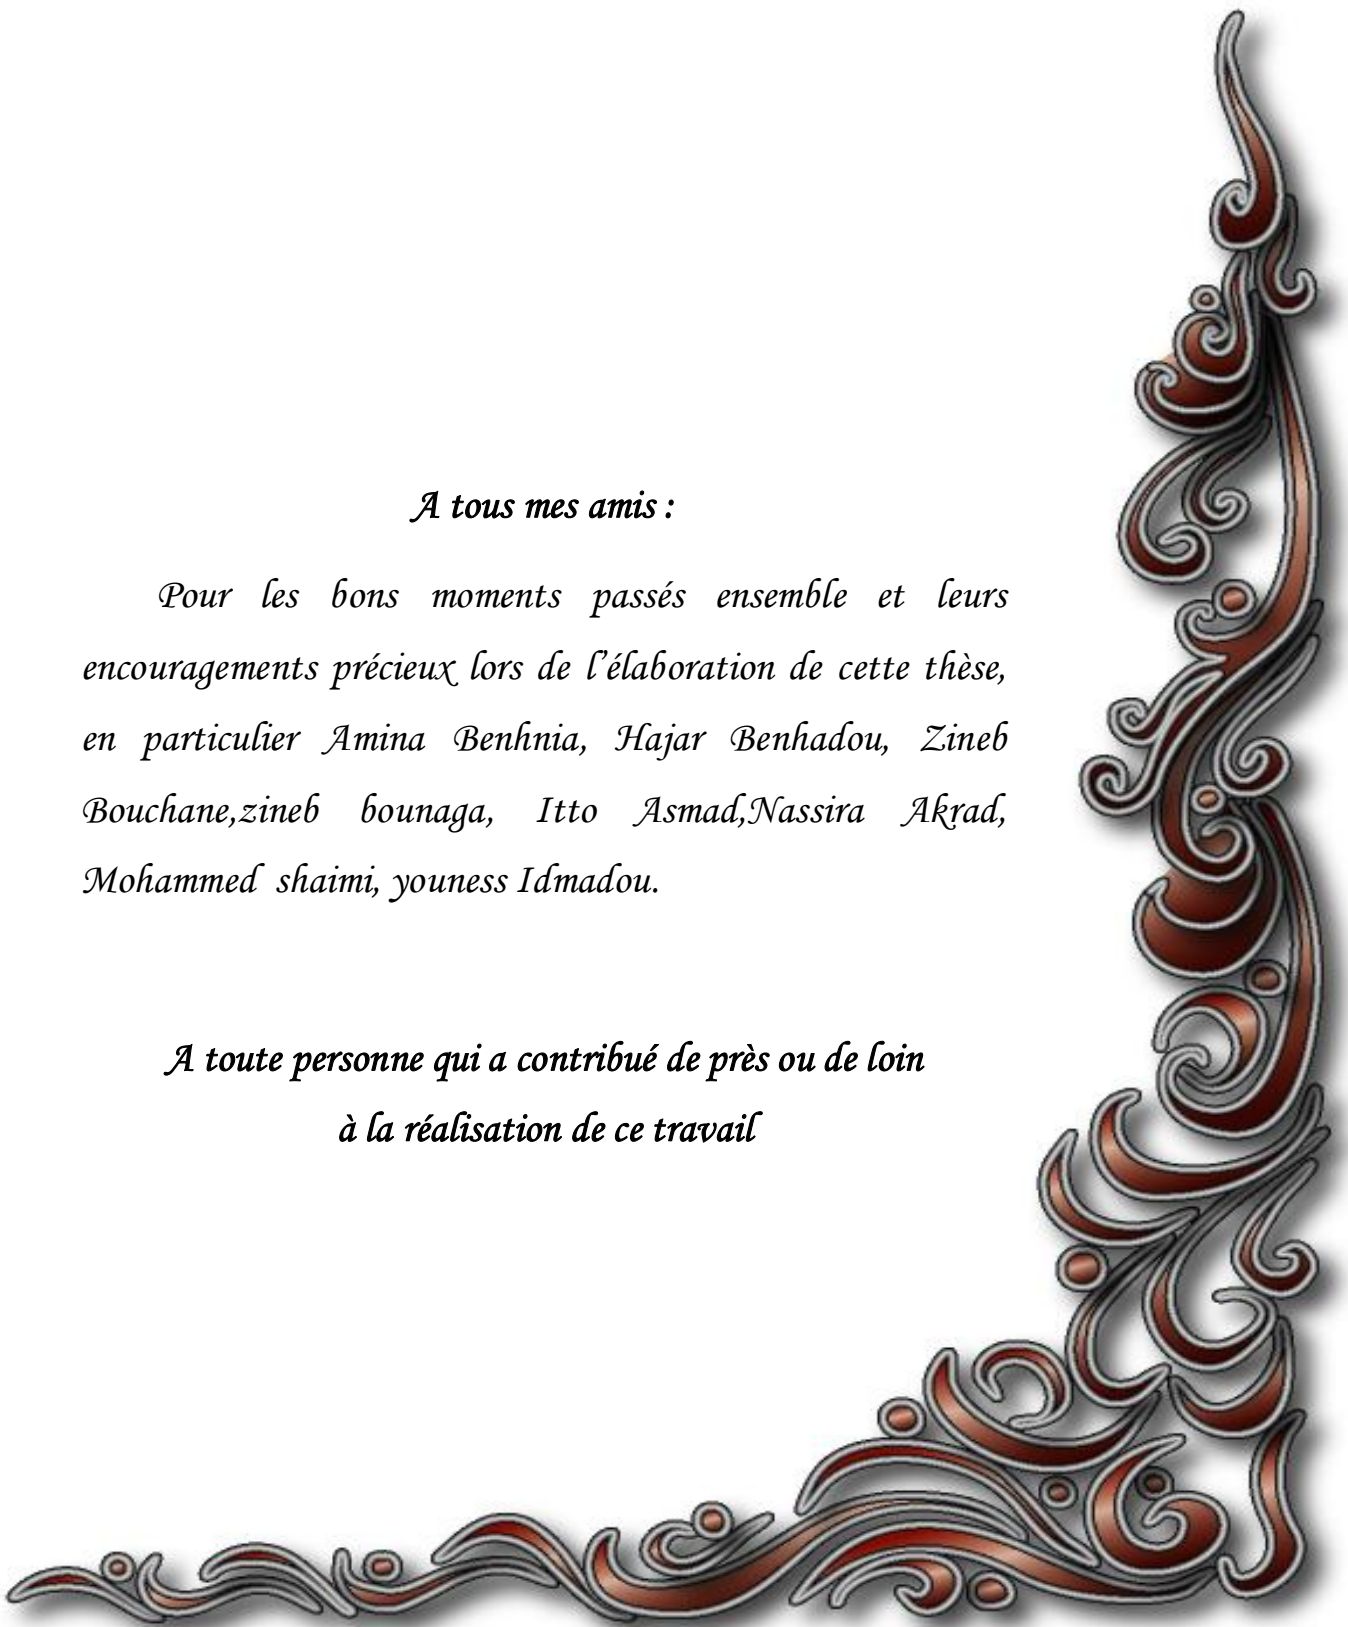 A tous mes amis :
Pour les bons moments passés ensemble et leurs
encouragements précieux lors de l’élaboration de cette thèse,
en particulier Amina Benhnia, Hajar Benhadou, Zineb
Bouchane,zineb bounaga, Itto Asmad,Nassira Akrad,
Mohammed shaimi, youness Idmadou.
A toute personne qui a contribué de près ou de loin
à la réalisation de ce travail